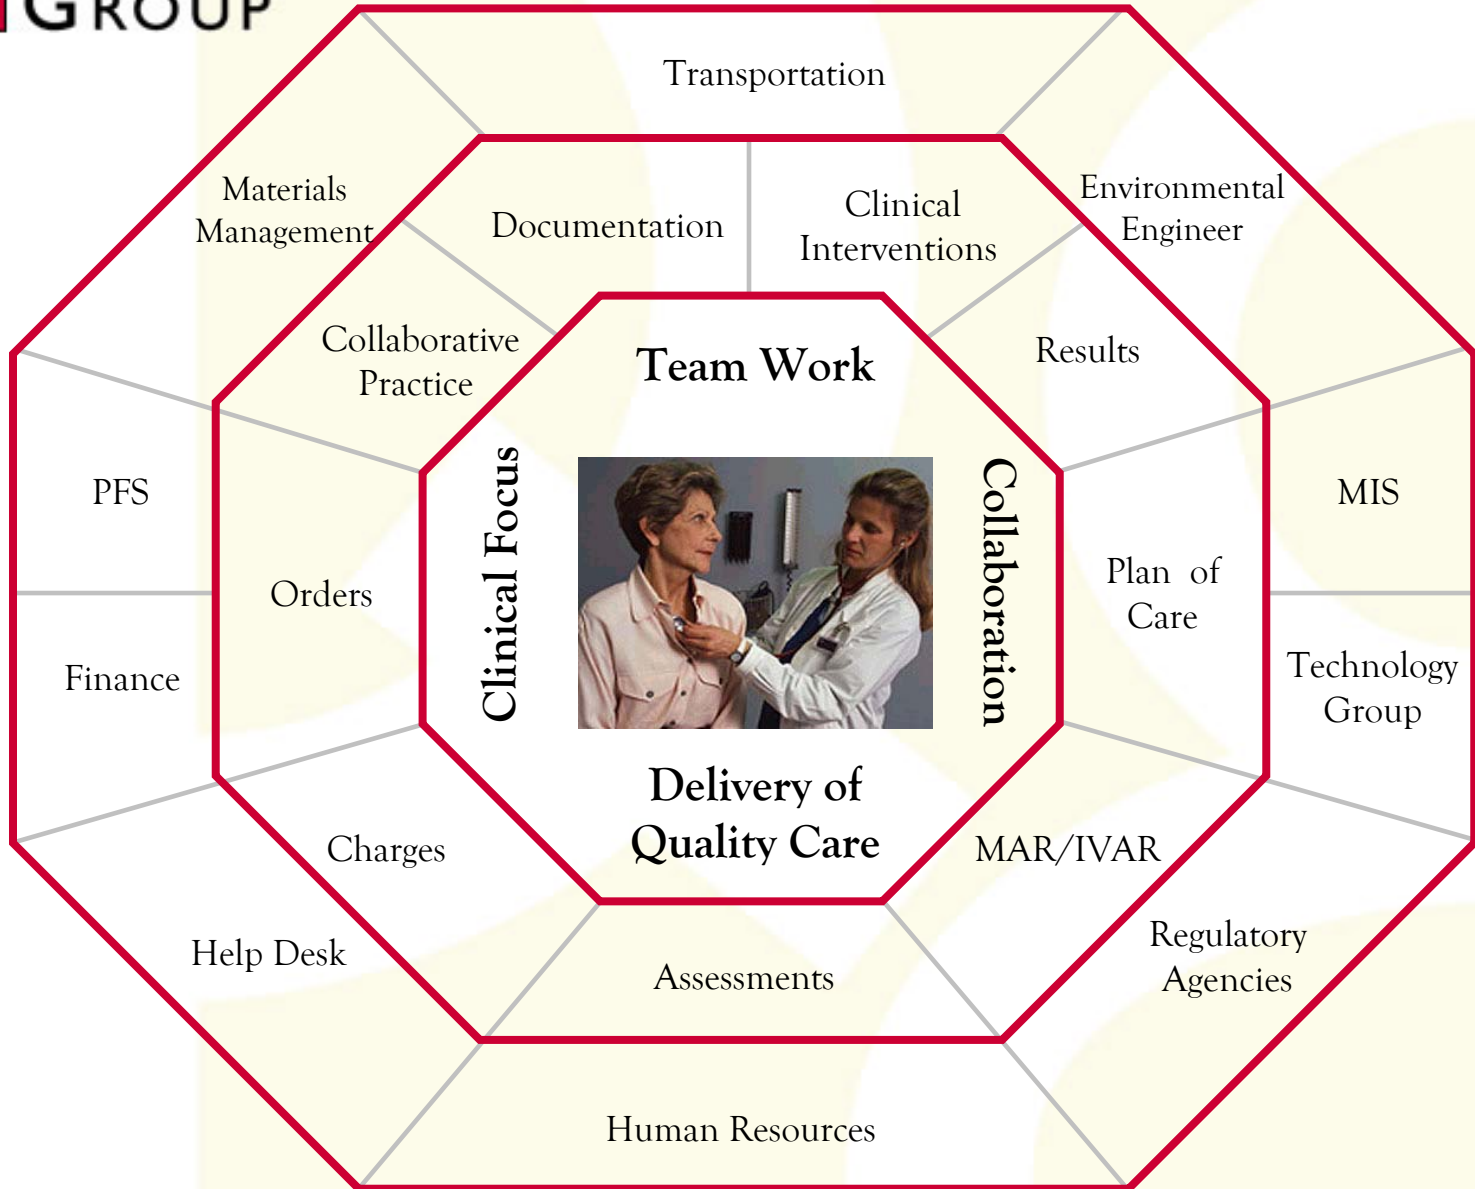 GROUP
Transportation
Materials
Management
Environmental
Engineer
Documentation
Clinical
Interventions
Collaborative
Practice
Results
Team Work
PFS
Clinical Focus
Collaboration
MIS
Orders
Plan of
Care
Finance
Technology
Group
Delivery of
Quality Care
Charges
MAR/IVAR
Help Desk
Assessments
Regulatory
Agencies
Human Resources